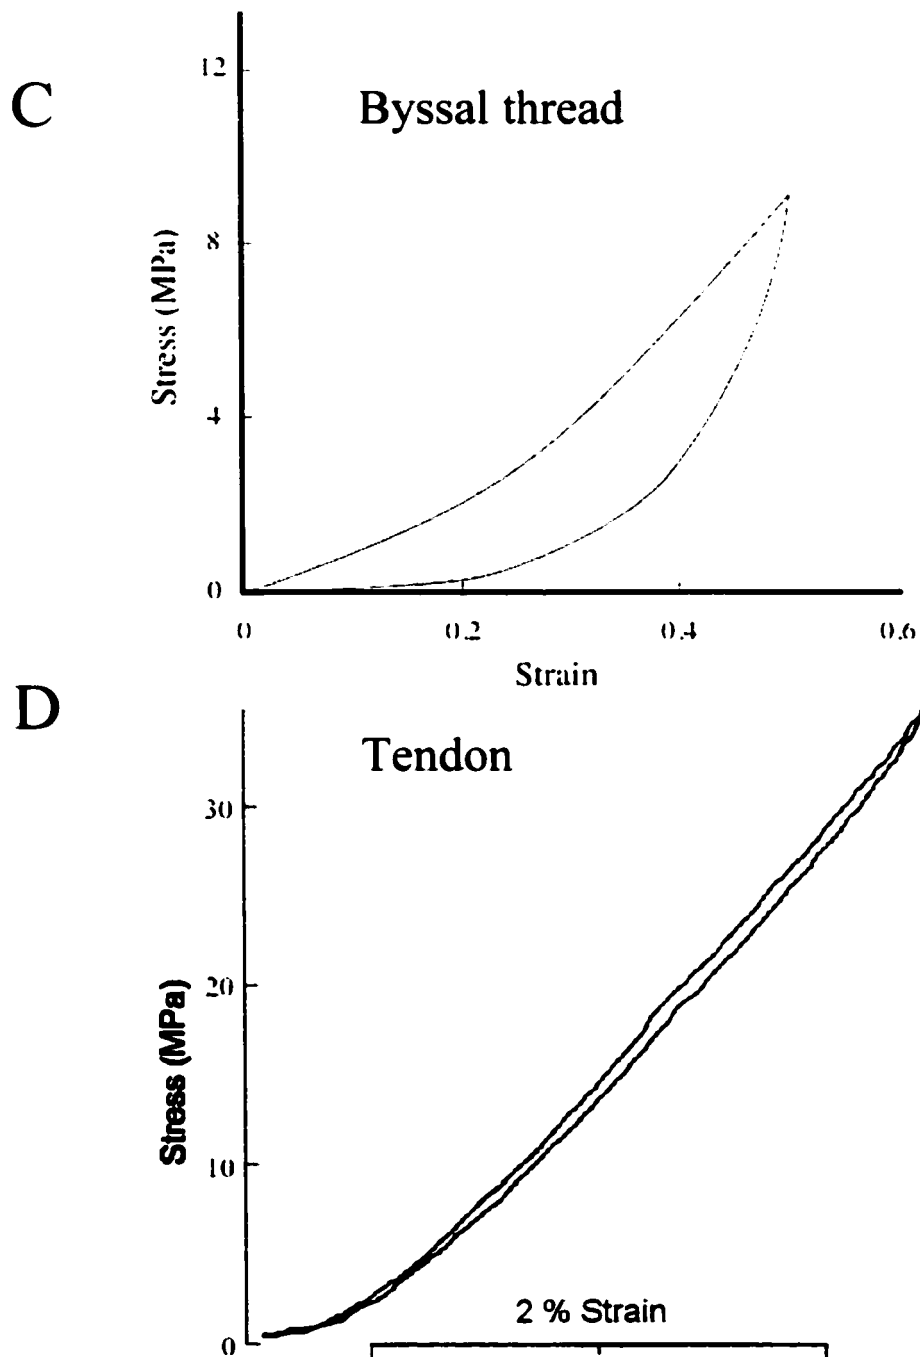 C
Byssal thread
12
8
4
0
Stress (MPa)
0 0.2 0.4 0.6
Strain
D
Tendon
30
20
10
0
Stress (MPa)
2 % Strain